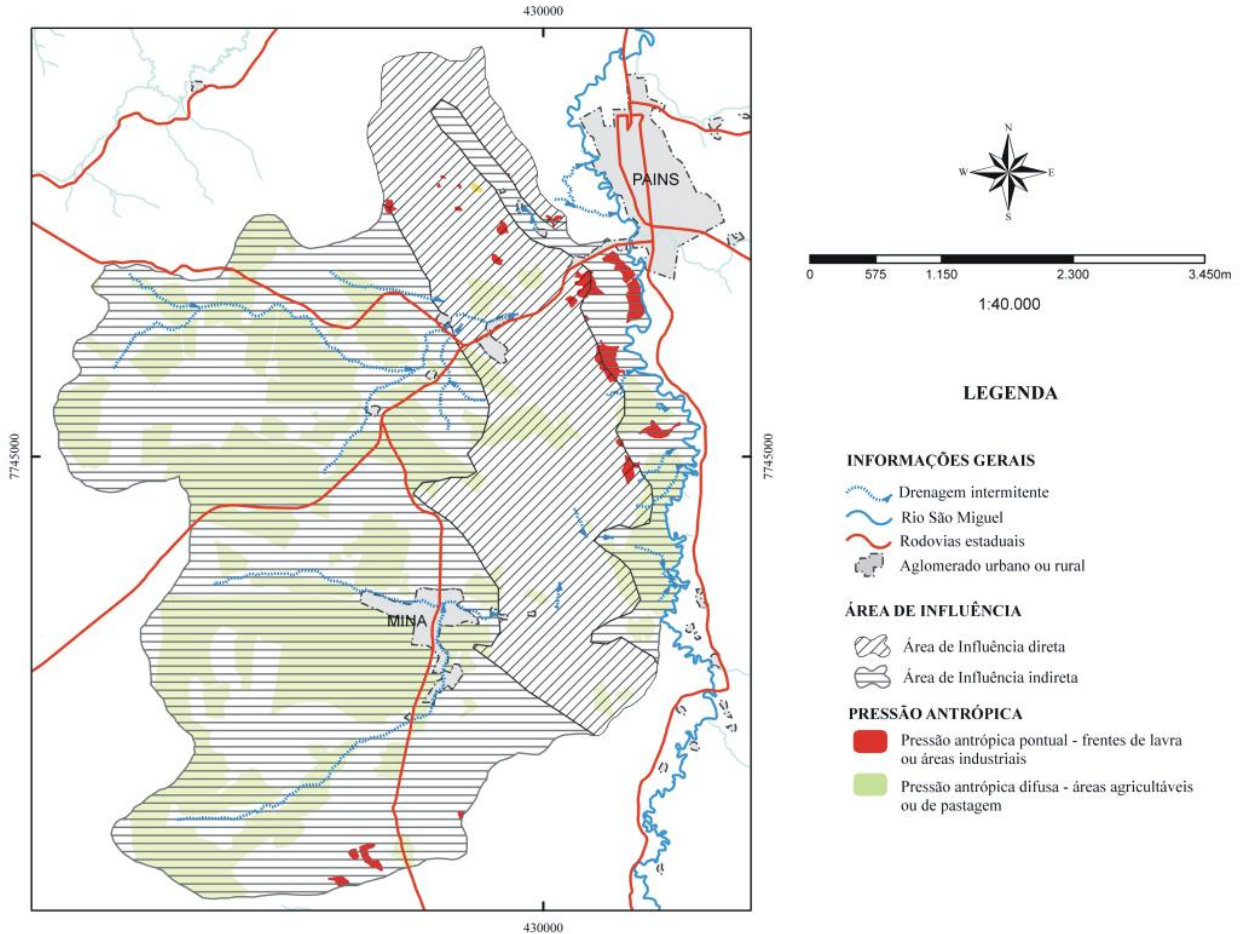 430000
PAINS
MINA
7745000
7745000
430000
N
W
E
S
0 575 1.150 2.300 3.450m
1:40.000
LEGENDA
INFORMAÇÕES GERAIS
Drenagem intermitente
Rio São Miguel
Rodovias estaduais
Aglomerado urbano ou rural
ÁREA DE INFLUÊNCIA
Área de Influência direta
Área de Influência indireta
PRESSÃO ANTRÓPICA
Pressão antrópica pontual - frentes de lavra
ou áreas industriais
Pressão antrópica difusa - áreas agricultáveis
ou de pastagem